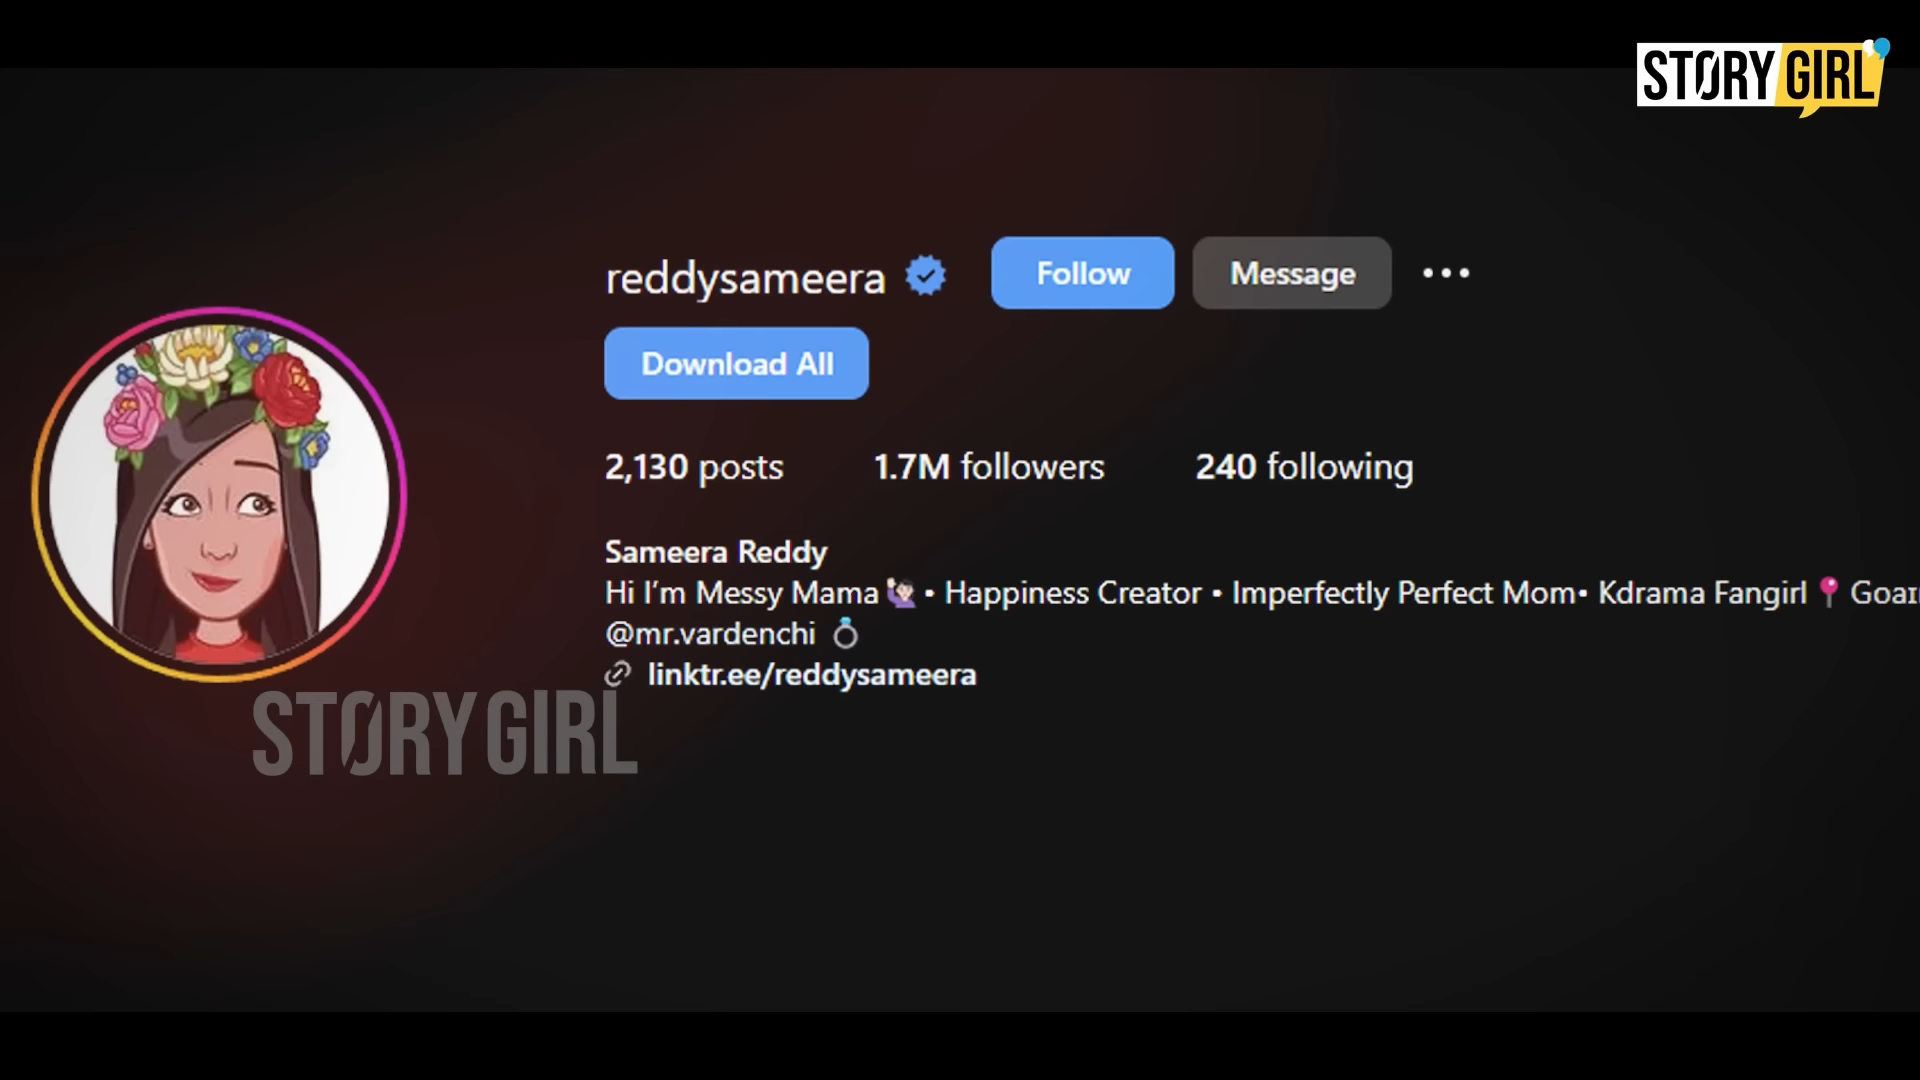 STORY GIRL
reddysameera
Follow
Message
Download All
2,130 posts
1.7M followers
240 following
Sameera Reddy
Hi I’m Messy Mama🙋🏻‍♀️• Happiness Creator • Imperfectly Perfect Mom• Kdrama Fangirl 📍
@mr.vardenchi 💍
linktr.ee/reddysameera
STORY GIRL